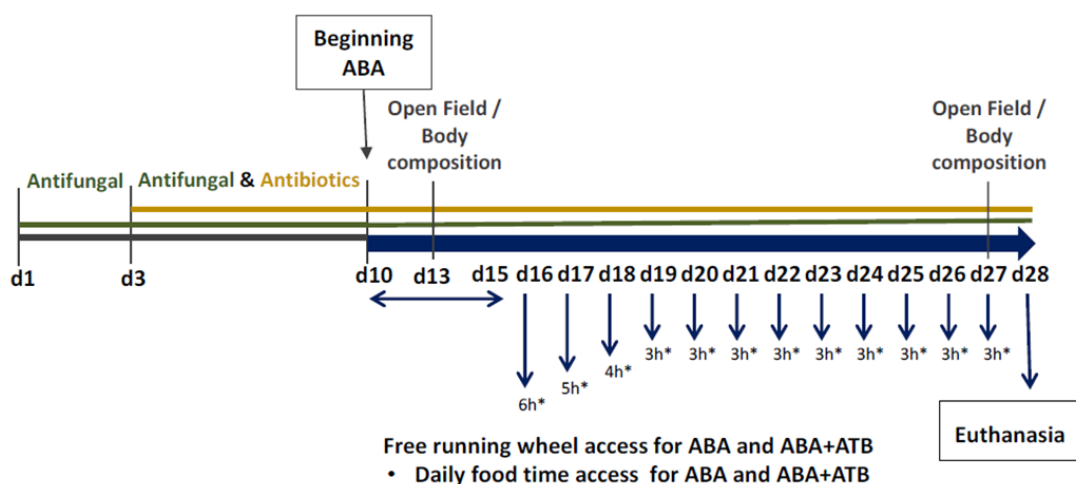 Beginning
ABA
Open Field /
Body
composition
Open Field /
Body
composition
Antifungal
Antifungal & Antibiotics
d1
d3
d10
d13
d15
d16
d17
d18
d19
d20
d21
d22
d23
d24
d25
d26
d27
d28
6h*
5h*
4h*
3h*
3h*
3h*
3h*
3h*
3h*
3h*
3h*
3h*
Euthanasia
Free running wheel access for ABA and ABA+ATB
• Daily food time access for ABA and ABA+ATB